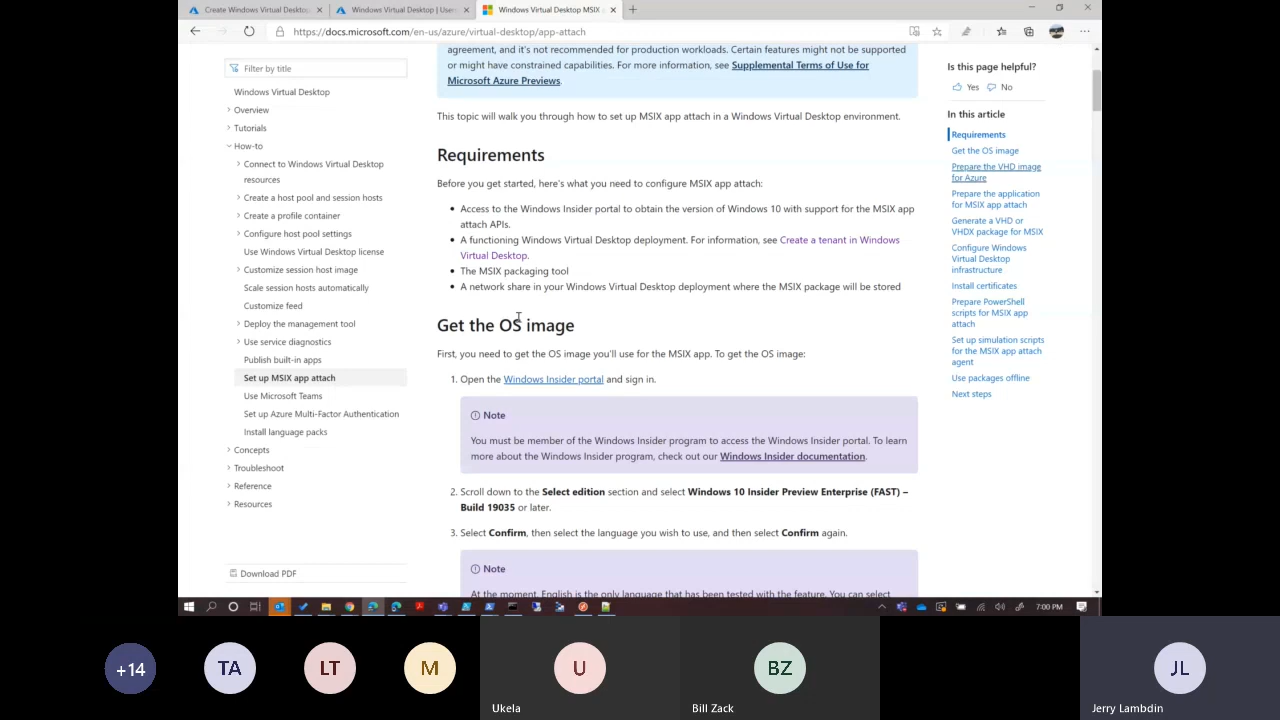 Create Windows Virtual Desktop
Windows Virtual Desktop | User
Windows Virtual Desktop MSIX
https://docs.microsoft.com/en-us/azure/virtual-desktop/app-attach
Filter by title
Windows Virtual Desktop
Overview
Tutorials
How-to
Connect to Windows Virtual Desktop
resources
Create a host pool and session hosts
Create a profile container
Configure host pool settings
Use Windows Virtual Desktop license
Customize session host image
Scale session hosts automatically
Customize feed
Deploy the management tool
Use service diagnostics
Publish built-in apps
Set up MSIX app attach
Use Microsoft Teams
Set up Azure Multi-Factor Authentication
Install language packs
Concepts
Troubleshoot
Reference
Resources
Download PDF
agreement, and it's not recommended for production workloads. Certain features might not be supported
or might have constrained capabilities. For more information, see Supplemental Terms of Use for
Microsoft Azure Previews.
This topic will walk you through how to set up MSIX app attach in a Windows Virtual Desktop environment.
Requirements
Before you get started, here's what you need to configure MSIX app attach:
• Access to the Windows Insider portal to obtain the version of Windows 10 with support for the MSIX app
attach APIs.
• A functioning Windows Virtual Desktop deployment. For information, see Create a tenant in Windows
Virtual Desktop.
• The MSIX packaging tool
• A network share in your Windows Virtual Desktop deployment where the MSIX package will be stored
Get the OS image
First, you need to get the OS image you'll use for the MSIX app. To get the OS image:
1. Open the Windows Insider portal and sign in.
Note
You must be member of the Windows Insider program to access the Windows Insider portal. To learn
more about the Windows Insider program, check out our Windows Insider documentation.
2. Scroll down to the Select edition section and select Windows 10 Insider Preview Enterprise (FAST) –
Build 19035 or later.
3. Select Confirm, then select the language you wish to use, and then select Confirm again.
Note
At the moment, English is the only language that has been tested with the feature. You can select
Is this page helpful?
Yes No
In this article
Requirements
Get the OS image
Prepare the VHD image
for Azure
Prepare the application
for MSIX app attach
Generate a VHD or
VHDX package for MSIX
Configure Windows
Virtual Desktop
infrastructure
Install certificates
Prepare PowerShell
scripts for MSIX app
attach
Set up simulation scripts
for the MSIX app attach
agent
Use packages offline
Next steps
7:00 PM
+14
TA
LT
M
U
BZ
JL
Ukela
Bill Zack
Jerry Lambdin